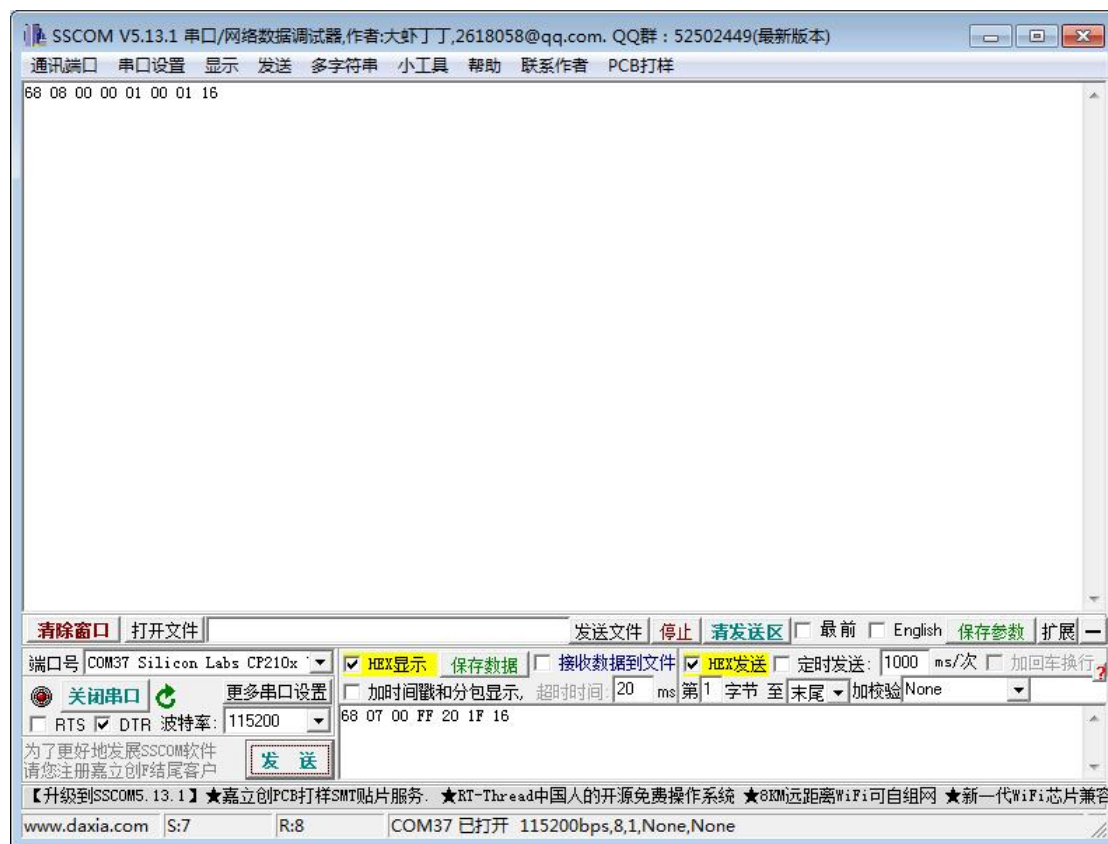 SSCOM V5.13.1 串口/网络数据调试器,作者:大虾丁丁,2618058@qq.com. QQ群：52502449(最新版本)
通讯端口 串口设置 显示 发送 多字符串 小工具 帮助 联系作者 PCB打样
68 08 00 00 01 00 01 16
清除窗口 打开文件 发送文件 停止 清发送区 最前 English 保存参数 扩展 —
端口号 COM37 Silicon Labs CP210x HEX显示 保存数据 接收数据到文件 HEX发送 定时发送: 1000 ms/次 加回车换行
关闭串口 更多串口设置 加时间戳和分包显示, 超时时间: 20 ms 第 1 字节 至 末尾 加校验 None ?
RTS DTR 波特率: 115200 68 07 00 FF 20 1F 16
为了更好地发展SSCOM软件
请您注册嘉立创F结尾客户
发 送
【升级到SSCOM5.13.1】★嘉立创PCB打样SMT贴片服务. ★RT-Thread中国人的开源免费操作系统 ★8KM远距离WiFi可自组网 ★新一代WiFi芯片兼容
www.daxia.com S:7 R:8 COM37 已打开 115200bps,8,1,None,None